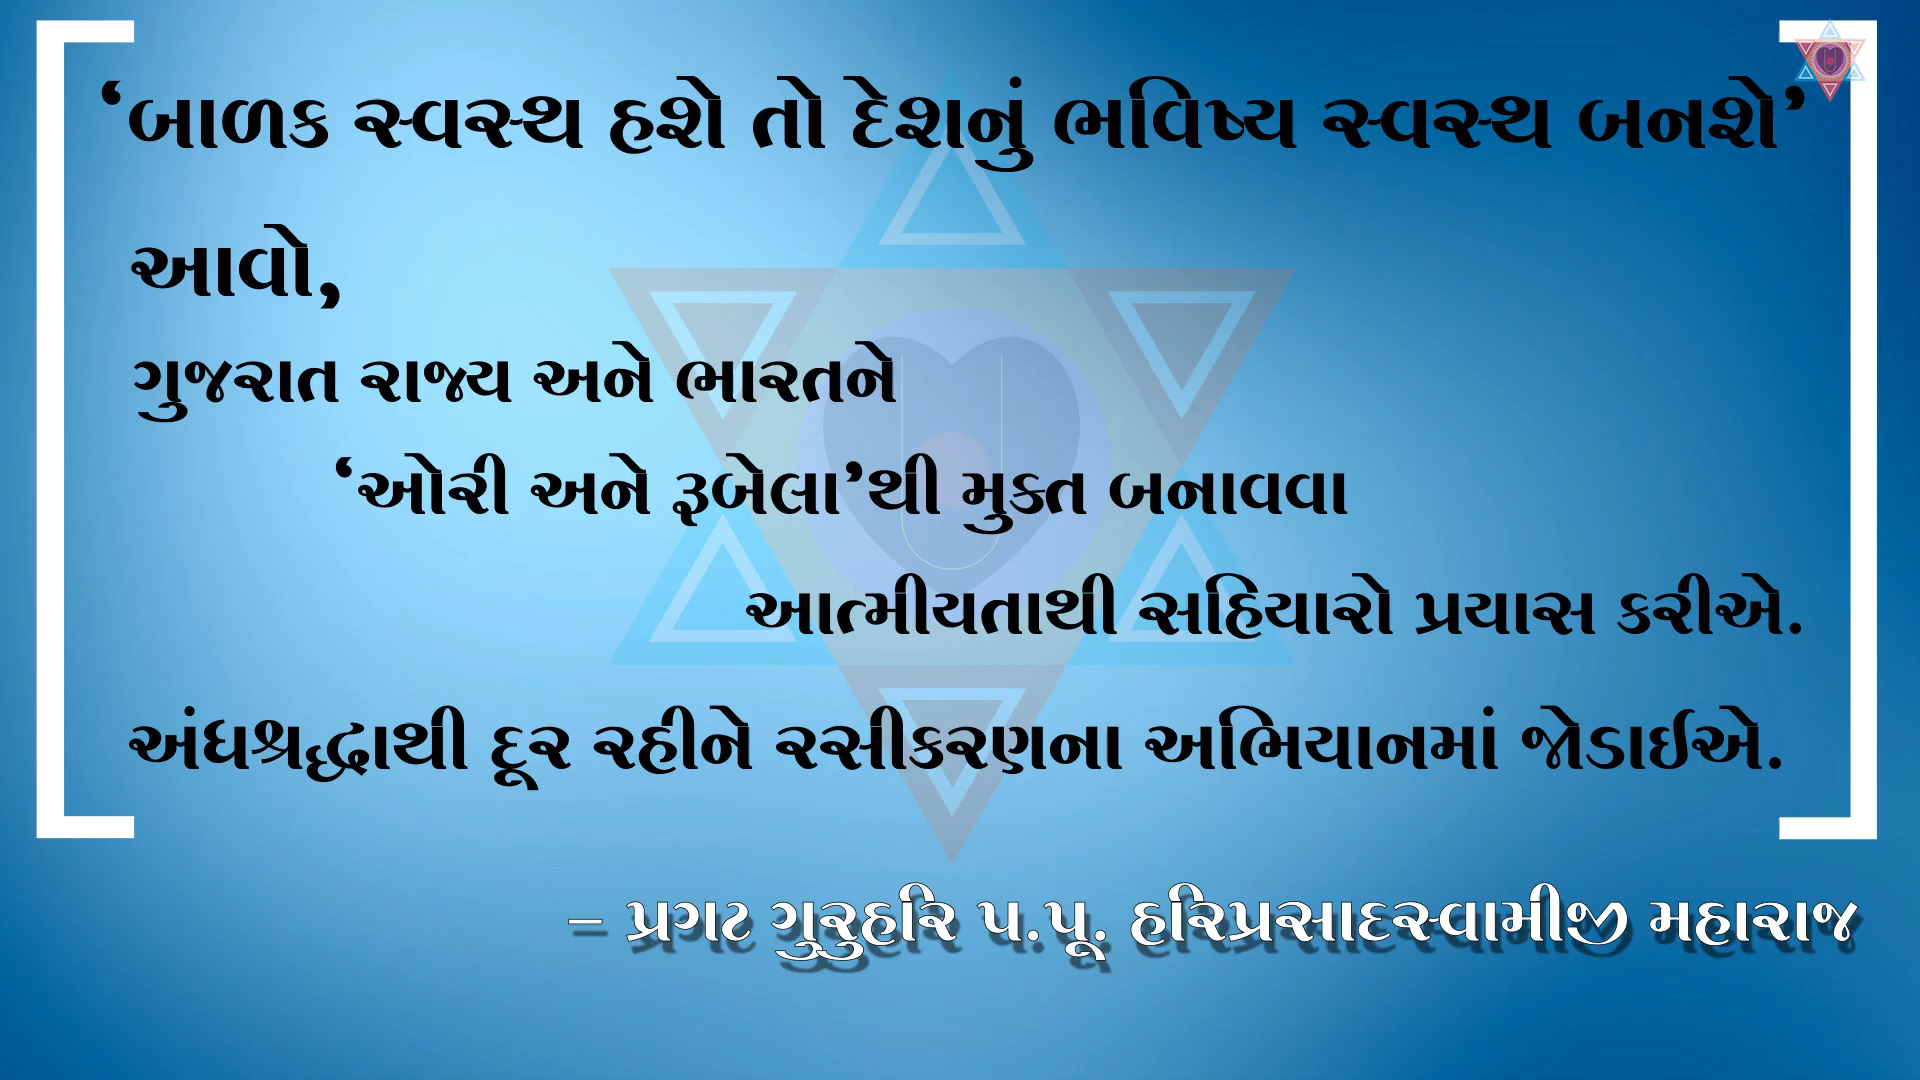 ‘બાળક સ્વસ્થ હશે તો દેશનું ભવિષ્ય સ્વસ્થ બનશે’
આવો,
ગુજરાત રાજ્ય અને ભારતને
‘ઓરી અને રૂબેલા’થી મુક્ત બનાવવા
આત્મીયતાથી સહિયારો પ્રયાસ કરીએ.
અંધશ્રદ્ધાથી દૂર રહીને રસીકરણના અભિયાનમાં જોડાઈએ.
– પ્રગટ ગુરુહરિ પ.પૂ. હરિપ્રસાદસ્વામીજી મહારાજ